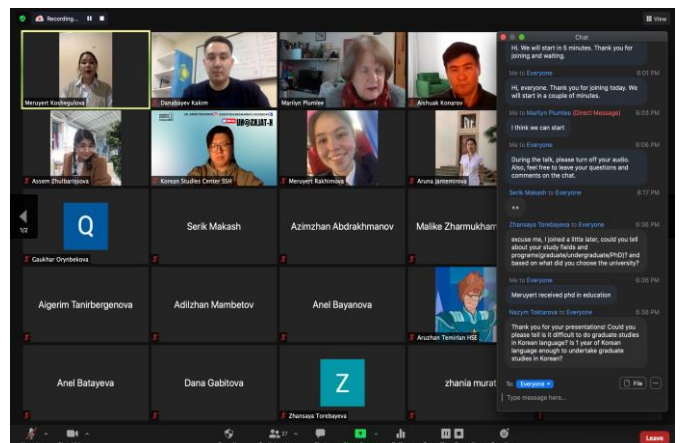 Recording...
View
Meruyert Koshegulova
Danabayev Kakim
Marilyn Plumlee
Aishuak Konarov
Assem Zhulbarissova
Korean Studies Center SSH
Meruyert Rakhimova
Aruna Jantemirova
1/2
Q
Gaukhar Orynbekova
Serik Makash
Azimzhan Abdrakhmanov
Malike Zharmukham
Aigerim Tanirbergenova
Adilzhan Mambetov
Anel Bayanova
Aruzhan Temirlan HSE
Anel Batayeva
Dana Gabitova
Z
Zhansaya Torebayeva
zhania murat
Chat
Hi. We will start in 5 minutes. Thank you for
joining and waiting.
Me to Everyone 6:01 PM
Hi, everyone. Thank you for joining today. We
will start in a couple of minutes.
Me to Marilyn Plumlee (Direct Message) 6:03 PM
I think we can start
Me to Everyone 6:06 PM
During the talk, please turn off your audio.
Also, feel free to leave your questions and
comments on the chat.
Serik Makash to Everyone 6:17 PM
++
Zhansaya Torebayeva to Everyone 6:36 PM
excuse me, I joined a little later, could you tell
about your study fields and
programs(graduate/undergraduate/PhD)? and
based on what did you choose the university?
Me to Everyone 6:36 PM
Meruyert received phd in education
Nazym Toktarova to Everyone 6:38 PM
Thank you for your presentations! Could you
please tell is it difficult to do graduate studies
in Korean language? Is 1 year of Korean
language enough to undertake graduate
studies in Korean?
To: Everyone
File
Type message here...
27
Leave